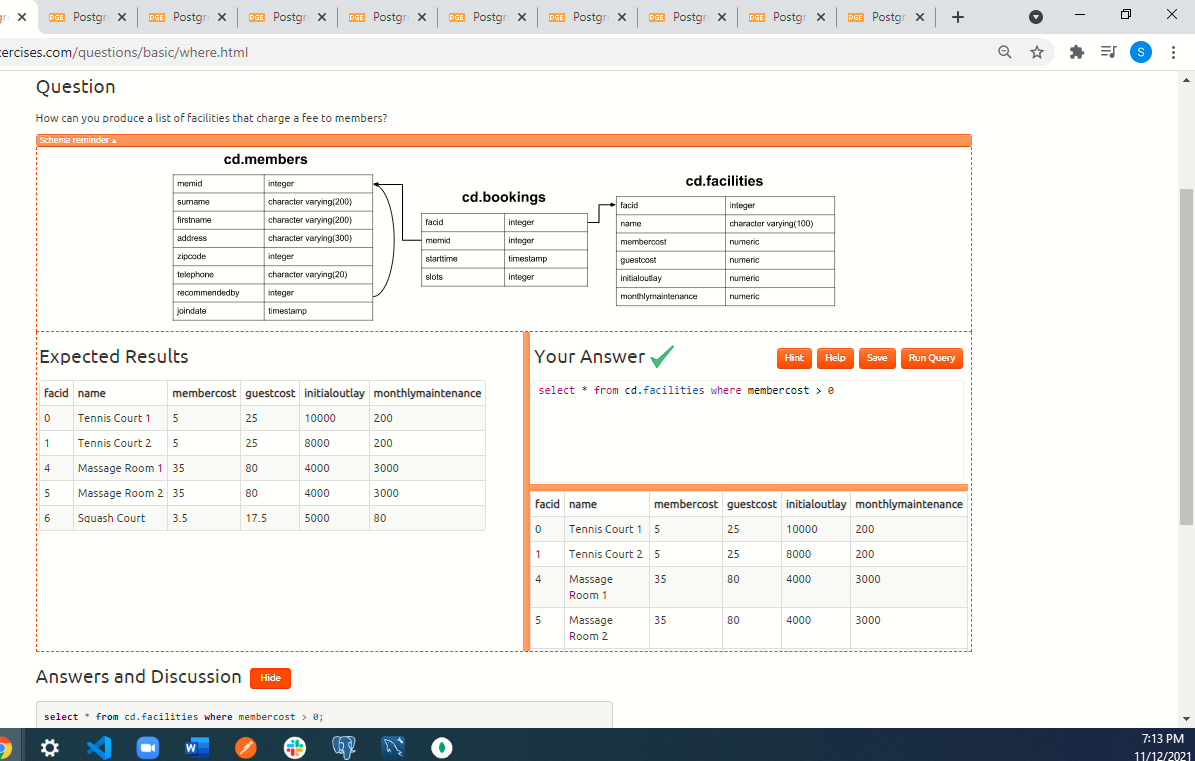 PGE Postgr
PGE Postgr
PGE Postgr
PGE Postgr
PGE Postgr
PGE Postgr
PGE Postgr
PGE Postgr
PGE Postgr
ercises.com/questions/basic/where.html
S
Question
How can you produce a list of facilities that charge a fee to members?
Schema reminder
cd.members
memid integer
surname character varying(200)
firstname character varying(200)
address character varying(300)
zipcode integer
telephone character varying(20)
recommendedby integer
joindate timestamp
cd.bookings
facid integer
memid integer
starttime timestamp
slots integer
cd.facilities
facid integer
name character varying(100)
membercost numeric
guestcost numeric
initialoutlay numeric
monthlymaintenance numeric
Expected Results
facid name membercost guestcost initialoutlay monthlymaintenance
0 Tennis Court 1 5 25 10000 200
1 Tennis Court 2 5 25 8000 200
4 Massage Room 1 35 80 4000 3000
5 Massage Room 2 35 80 4000 3000
6 Squash Court 3.5 17.5 5000 80
Your Answer
Hint Help Save Run Query
select * from cd.facilities where membercost > 0
facid name membercost guestcost initialoutlay monthlymaintenance
0 Tennis Court 1 5 25 10000 200
1 Tennis Court 2 5 25 8000 200
4 Massage Room 1 35 80 4000 3000
5 Massage Room 2 35 80 4000 3000
Answers and Discussion Hide
select * from cd.facilities where membercost > 0;
W
7:13 PM
11/12/2021